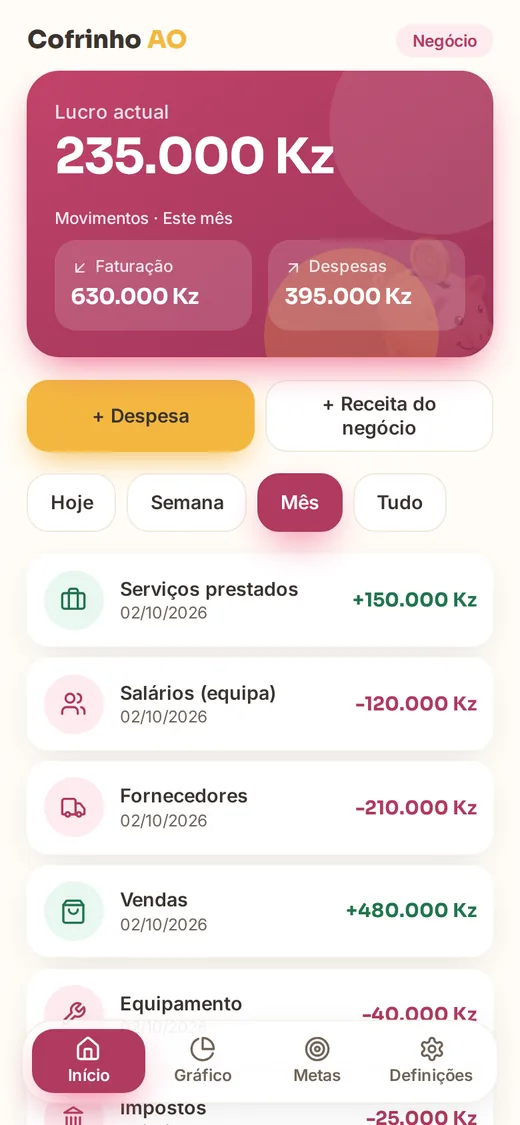 Cofrinho AO
Negócio
Lucro actual
235.000 Kz
Movimentos · Este mês
Faturação
630.000 Kz
Despesas
395.000 Kz
+ Despesa
+ Receita do
negócio
Hoje
Semana
Mês
Tudo
Serviços prestados
02/10/2026
+150.000 Kz
Salários (equipa)
02/10/2026
-120.000 Kz
Fornecedores
02/10/2026
-210.000 Kz
Vendas
02/10/2026
+480.000 Kz
Equipamento
02/10/2026
-40.000 Kz
Início
Gráfico
Metas
Definições
Impostos
-25.000 Kz